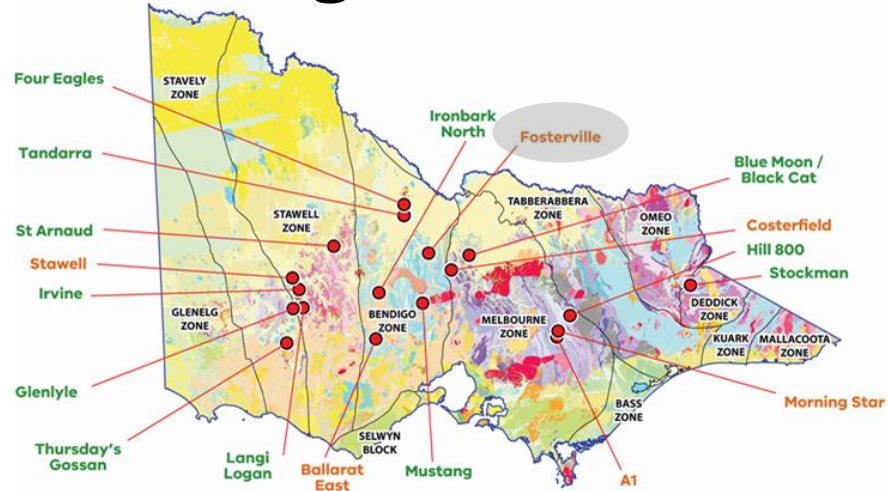 STAVELY
ZONE
Four Eagles
Ironbark
North
Fosterville
Tandarra
Blue Moon /
Black Cat
TABBERABBERA
ZONE
STAWELL
ZONE
OMEO
ZONE
St Arnaud
Costerfield
Stawell
Hill 800
Irvine
Stockman
GLENELG
ZONE
BENDIGO
ZONE
MELBOURNE
ZONE
DEDDICK
ZONE
KUARK
ZONE
MALLACOOTA
ZONE
Glenlyle
Morning Star
BASS
ZONE
Thursday's
Gossan
SELWYN
BLOCK
Langi
Logan
Ballarat
East
Mustang
A1